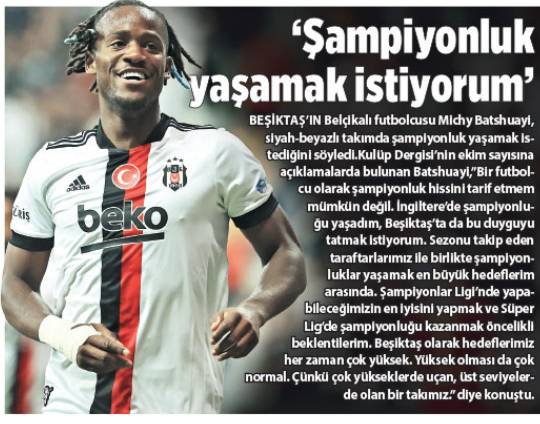 ‘Şampiyonluk
yaşamak istiyorum’
BEŞİKTAŞ’IN Belçikalı futbolcusu Michy Batshuayi,
siyah-beyazlı takımda şampiyonluk yaşamak is-
tediğini söyledi.Kulüp Dergisi’nin ekim sayısına
açıklamalarda bulunan Batshuayi,”Bir futbol-
cu olarak şampiyonluk hissini tarif etmem
mümkün değil. İngiltere’de şampiyonlu-
ğu yaşadım, Beşiktaş’ta da bu duyguyu
tatmak istiyorum. Sezonu takip eden
taraftarlarımız ile birlikte şampiyon-
luklar yaşamak en büyük hedeflerim
arasında. Şampiyonlar Ligi’nde yapa-
bileceğimizin en iyisini yapmak ve Süper
Lig’de şampiyonluğu kazanmak öncelikli
beklentilerim. Beşiktaş olarak hedeflerimiz
her zaman çok yüksek. Yüksek olması da çok
normal. Çünkü çok yükseklerde uçan, üst seviyeler-
de olan bir takımız.” diye konuştu.
adidas
beko